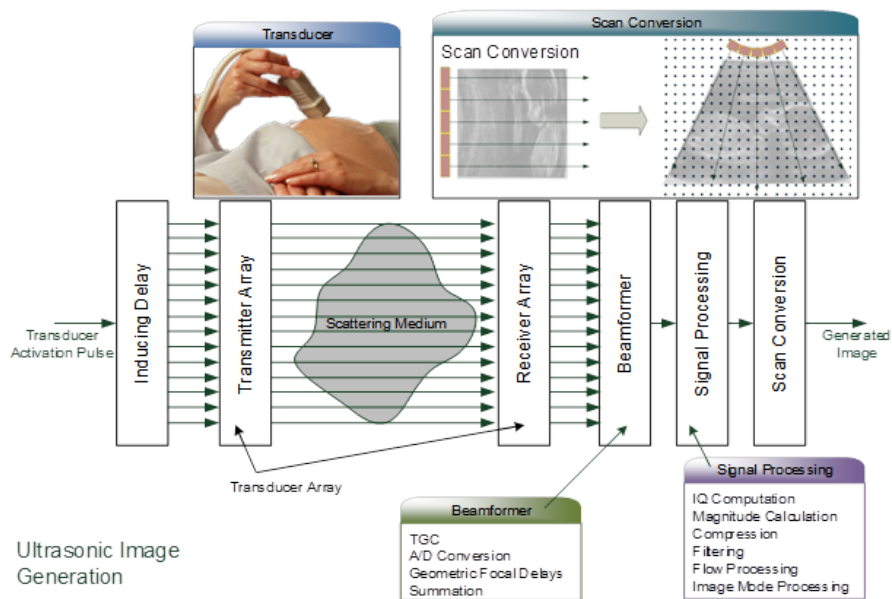 Transducer
Scan Conversion
Scan Conversion
Inducing Delay
Transmitter Array
Scattering Medium
Receiver Array
Beamformer
Signal Processing
Scan Conversion
Transducer
Activation Pulse
Generated
Image
Transducer Array
Beamformer
TGC
A/D Conversion
Geometric Focal Delays
Summation
Signal Processing
IQ Computation
Magnitude Calculation
Compression
Filtering
Flow Processing
Image Mode Processing
Ultrasonic Image
Generation